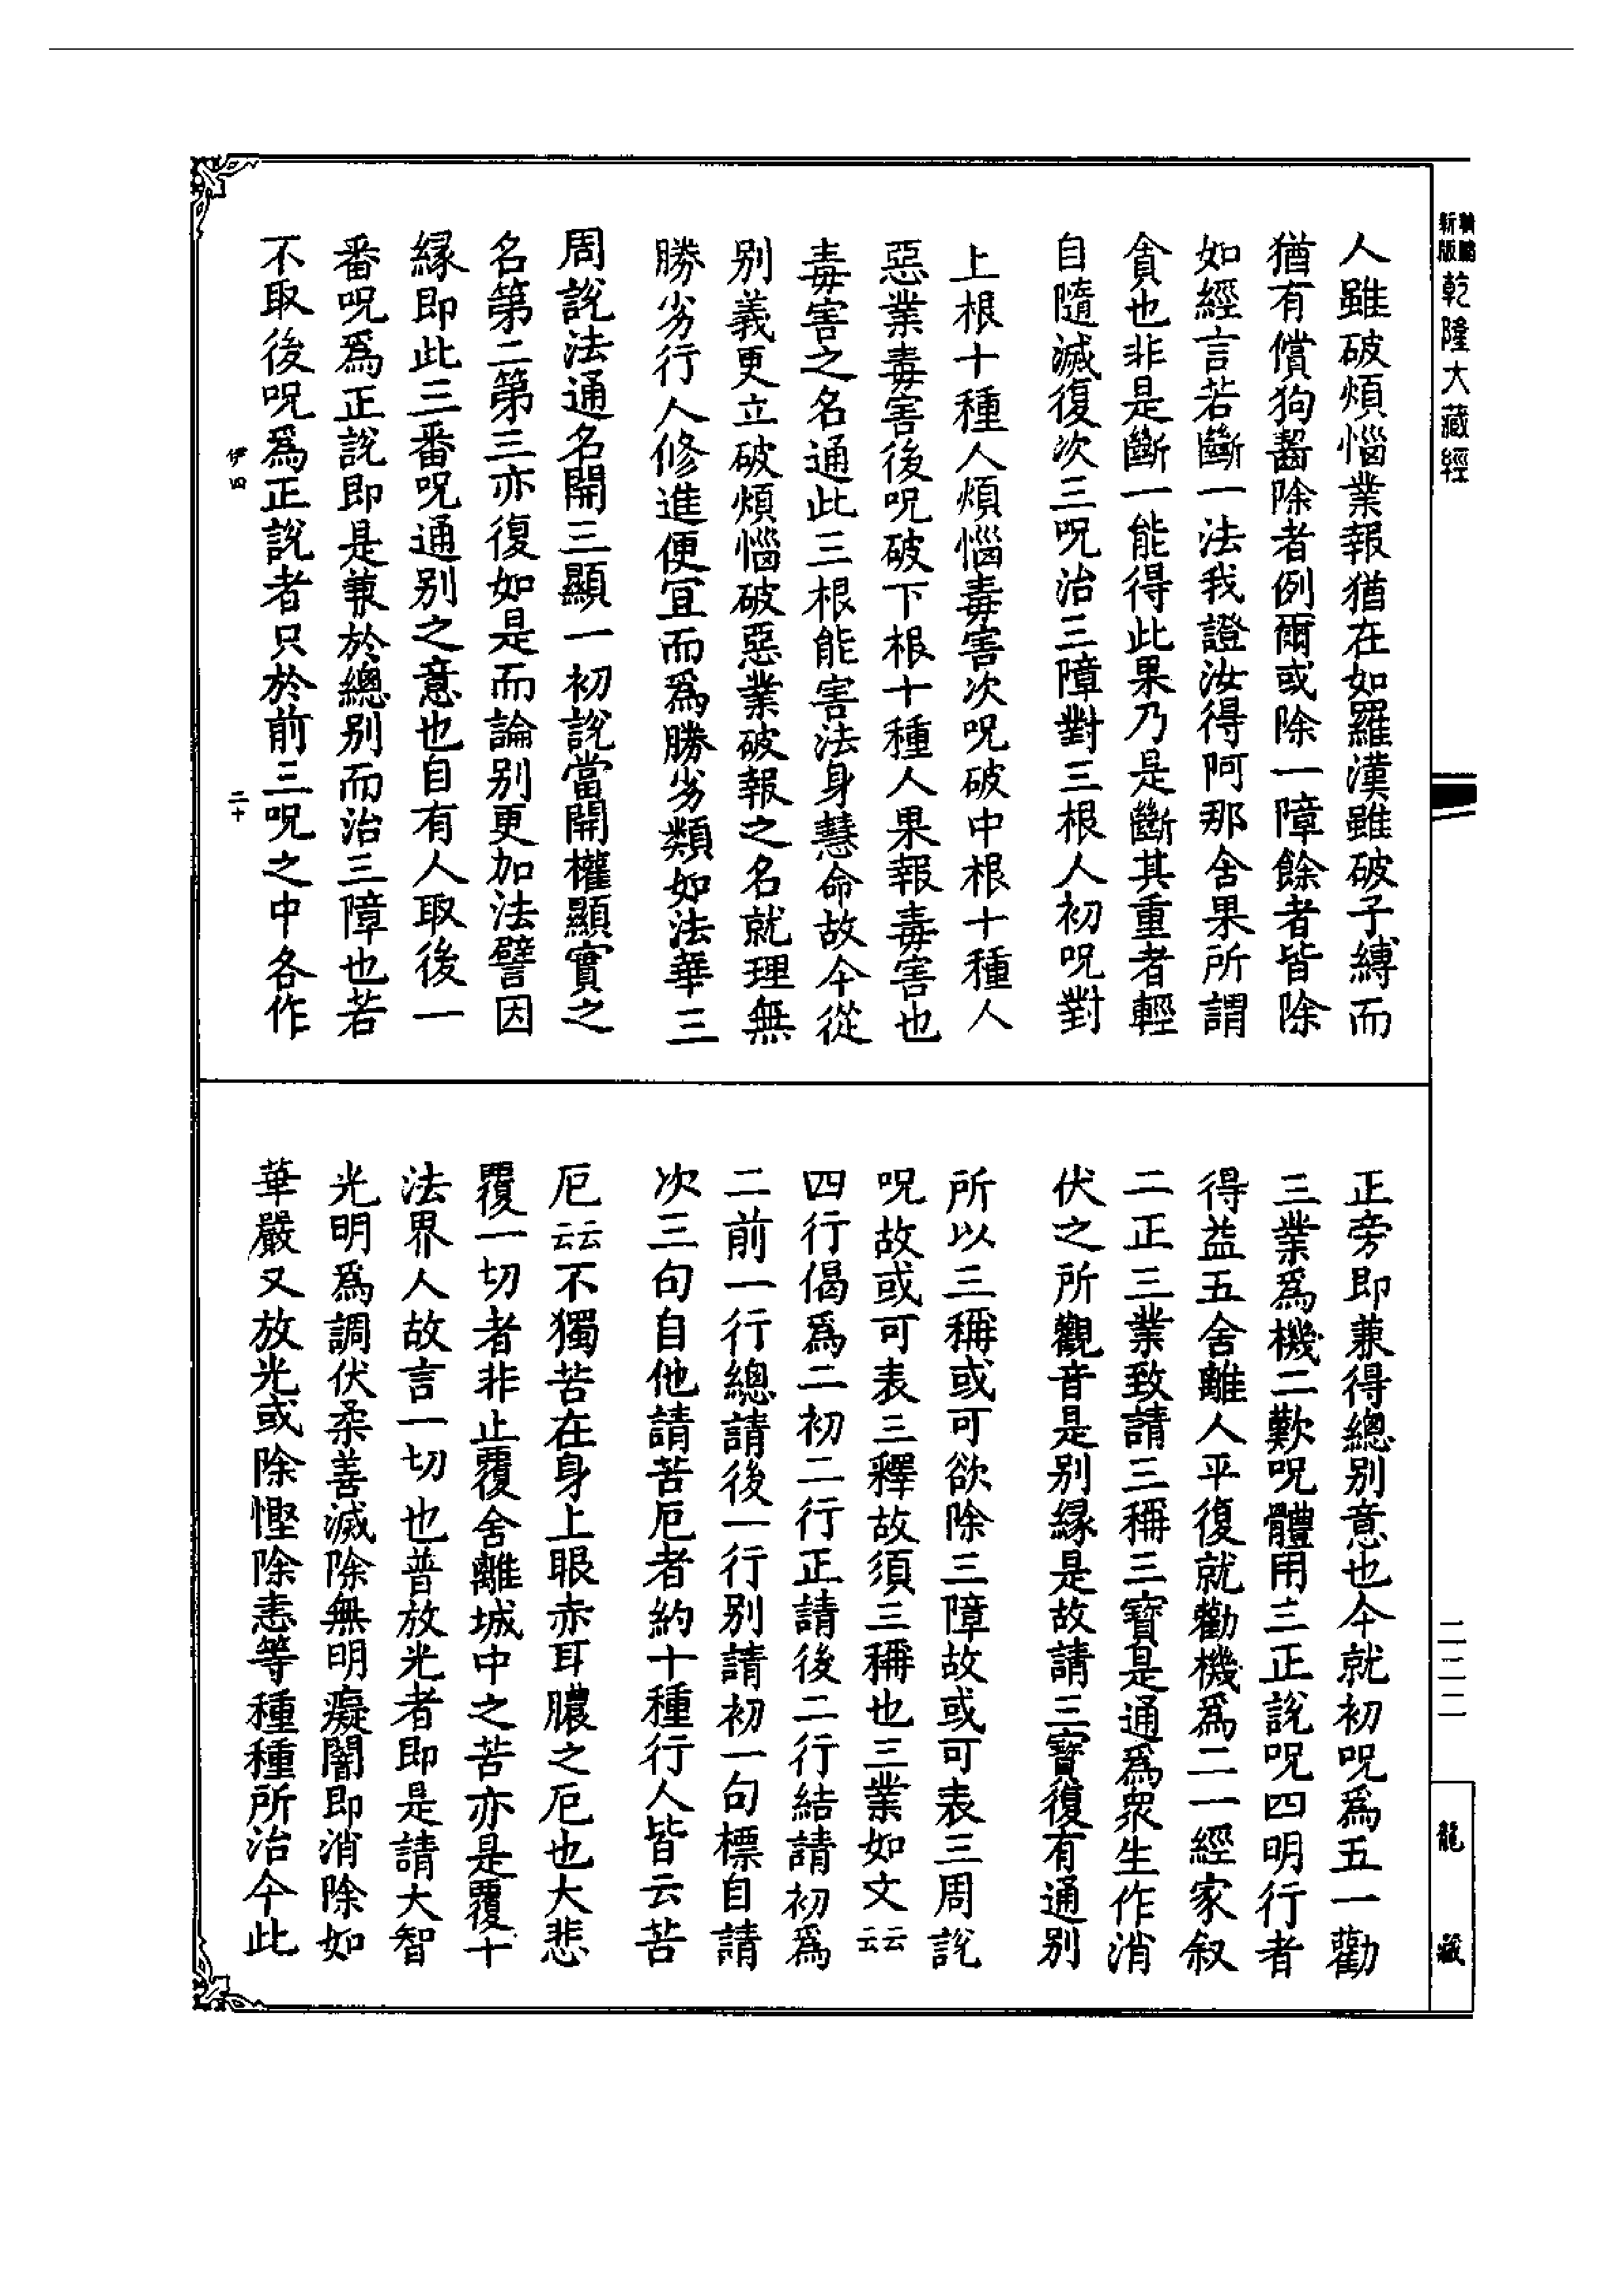 乾隆大藏經
新版
人雖破煩惱業報猶在如羅漢雖破子縛而
猶有償狗齧除者例爾或除一障餘者皆除
如經言若斷一法我證汝得阿那舍果所謂
貪也非是斷一能得此果乃是斷其重者輕
自隨滅復次三呪治三障對三根人初呪對
上根十種人煩惱毒害次呪破中根十種人
惡業毒害後呪破下根十種人果報毒害也
毒害之名通此三根能害法身慧命故今從
别義更立破煩惱破惡業破報之名就理無
勝劣行人修進便宜而爲勝劣類如法華三
周說法通名開三顯一初說當開權顯實之
名第二第三亦復如是而論别更加法譬因
縁即此三番呪通别之意也自有人取後一
番呪爲正說即是兼於總别而治三障也若
不取後呪爲正說者只於前三呪之中各作
伊四
二十
正旁即兼得總别意也今就初呪爲五一勸
三業爲機二歎呪體用三正說呪四明行者
得益五舍離人平復就勸機爲二一經家叙
二正三業致請三稱三寶是通爲衆生作消
伏之所觀音是别縁是故請三寶復有通别
所以三稱或可欲除三障故或可表三周說
呪故或可表三釋故須三稱也三業如文云云
四行偈爲二初二行正請後二行結請初爲
二前一行總請後一行别請初一句標自請
次三句自他請苦厄者約十種行人皆云苦
厄云云不獨苦在身上眼赤耳膿之厄也大悲
覆一切者非止覆舍離城中之苦亦是覆十
法界人故言一切也普放光者即是請大智
光明爲調伏柔善滅除無明癡闇即消除如
華嚴又放光或除慳除恚等種種所治今此
二二二
龍藏